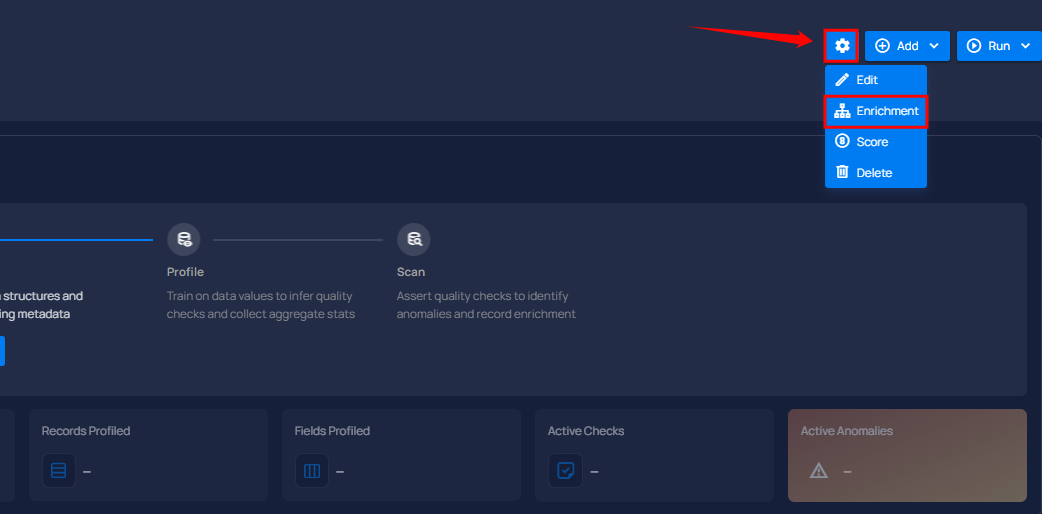 Add
Run
Edit
Enrichment
Score
Delete
Profile
Scan
structures and
Train on data values to infer quality
Assert quality checks to identify
ing metadata
checks and collect aggregate stats
anomalies and record enrichment
Records Profiled
Fields Profiled
Active Checks
Active Anomalies
–
–
–
–